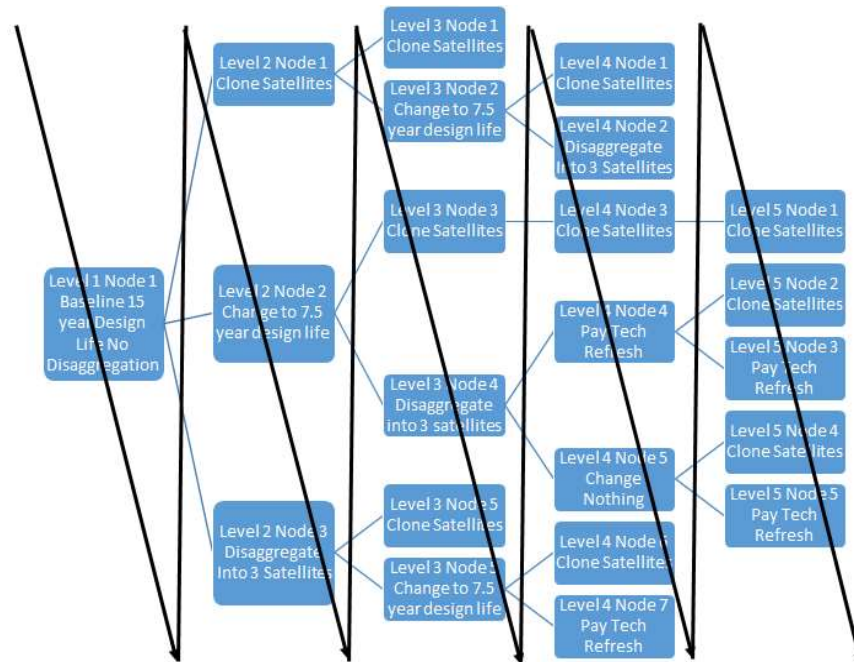 Level 1 Node 1
Baseline 15
year Design
Life No
Disaggregation
Level 2 Node 1
Clone Satellites
Level 2 Node 2
Change to 7.5
year design life
Level 2 Node 3
Disaggregate
Into 3 Satellites
Level 3 Node 1
Clone Satellites
Level 3 Node 2
Change to 7.5
year design life
Level 3 Node 3
Clone Satellites
Level 3 Node 4
Disaggregate
into 3 satellites
Level 3 Node 5
Clone Satellites
Level 3 Node 5
Change to 7.5
year design life
Level 4 Node 1
Clone Satellites
Level 4 Node 2
Disaggregate
Into 3 Satellites
Level 4 Node 3
Clone Satellites
Level 4 Node 4
Pay Tech
Refresh
Level 4 Node 5
Change
Nothing
Level 4 Node 6
Clone Satellites
Level 4 Node 7
Pay Tech
Refresh
Level 5 Node 1
Clone Satellites
Level 5 Node 2
Clone Satellites
Level 5 Node 3
Pay Tech
Refresh
Level 5 Node 4
Clone Satellites
Level 5 Node 5
Pay Tech
Refresh